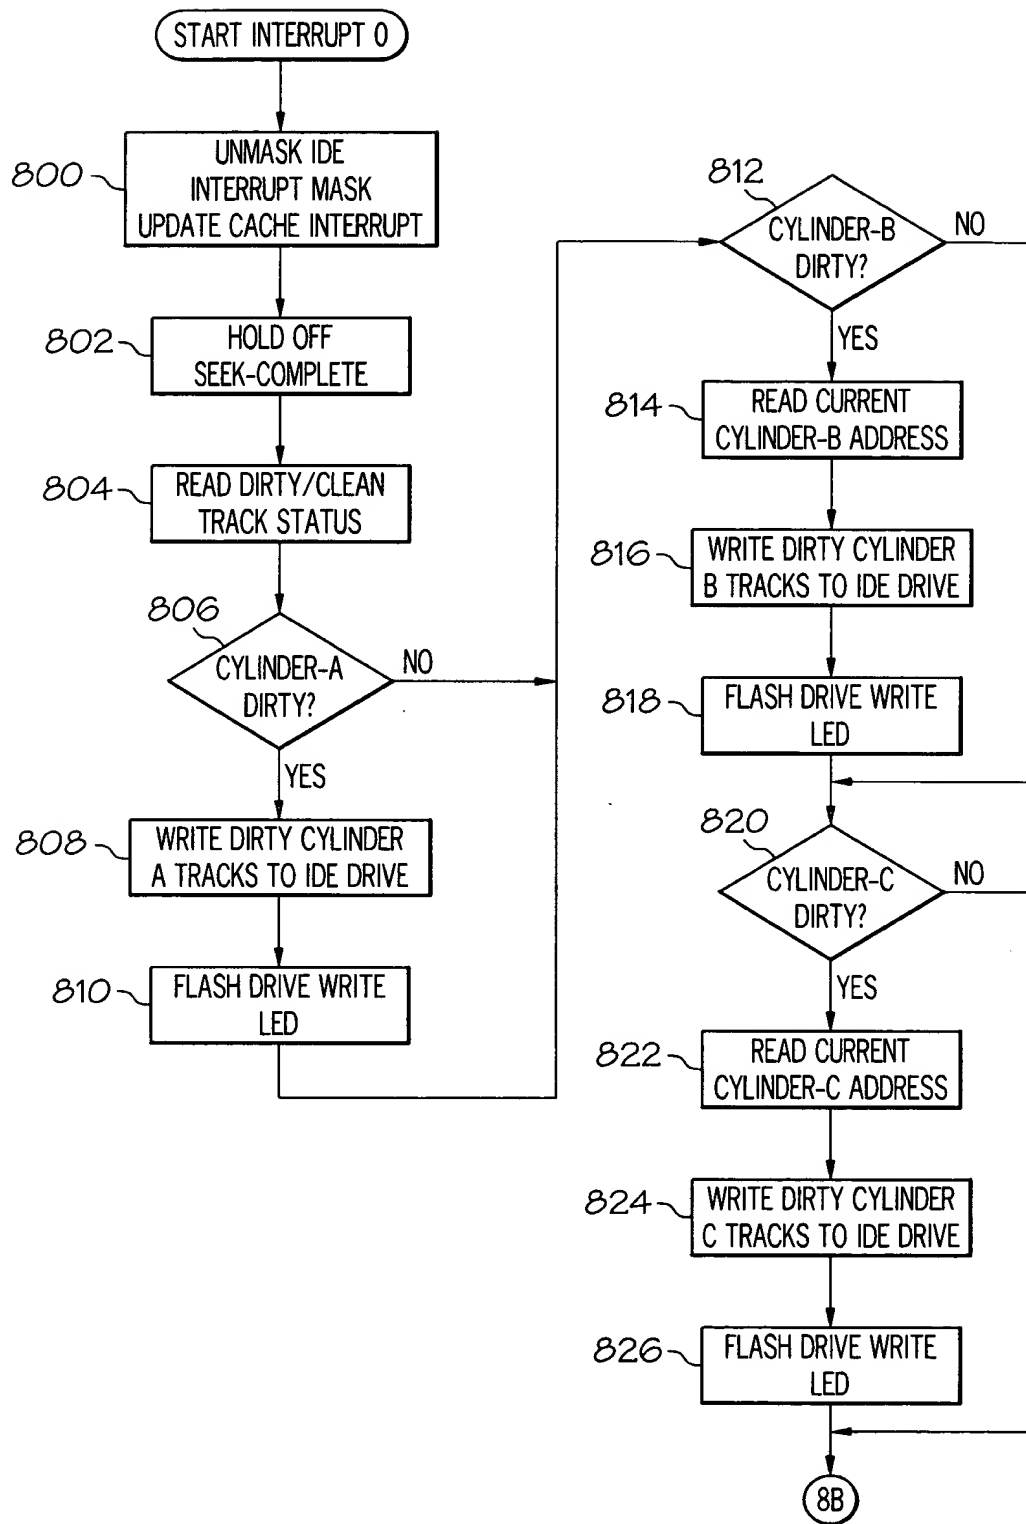 START INTERRUPT 0
800
UNMASK IDE
INTERRUPT MASK
UPDATE CACHE INTERRUPT
802
HOLD OFF
SEEK-COMPLETE
804
READ DIRTY/CLEAN
TRACK STATUS
806
CYLINDER-A
DIRTY?
NO
YES
808
WRITE DIRTY CYLINDER
A TRACKS TO IDE DRIVE
810
FLASH DRIVE WRITE
LED
812
CYLINDER-B
DIRTY?
NO
YES
814
READ CURRENT
CYLINDER-B ADDRESS
816
WRITE DIRTY CYLINDER
B TRACKS TO IDE DRIVE
818
FLASH DRIVE WRITE
LED
820
CYLINDER-C
DIRTY?
NO
YES
822
READ CURRENT
CYLINDER-C ADDRESS
824
WRITE DIRTY CYLINDER
C TRACKS TO IDE DRIVE
826
FLASH DRIVE WRITE
LED
8B